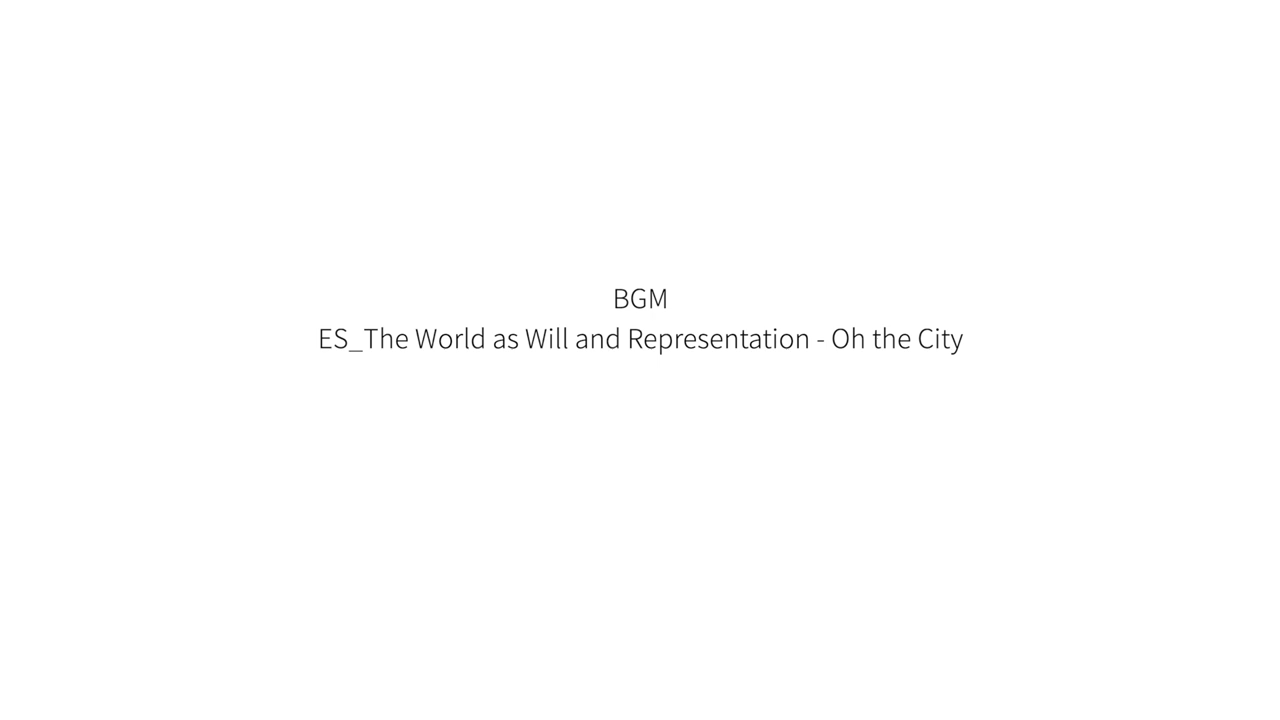 BGM
ES_The World as Will and Representation - Oh the City